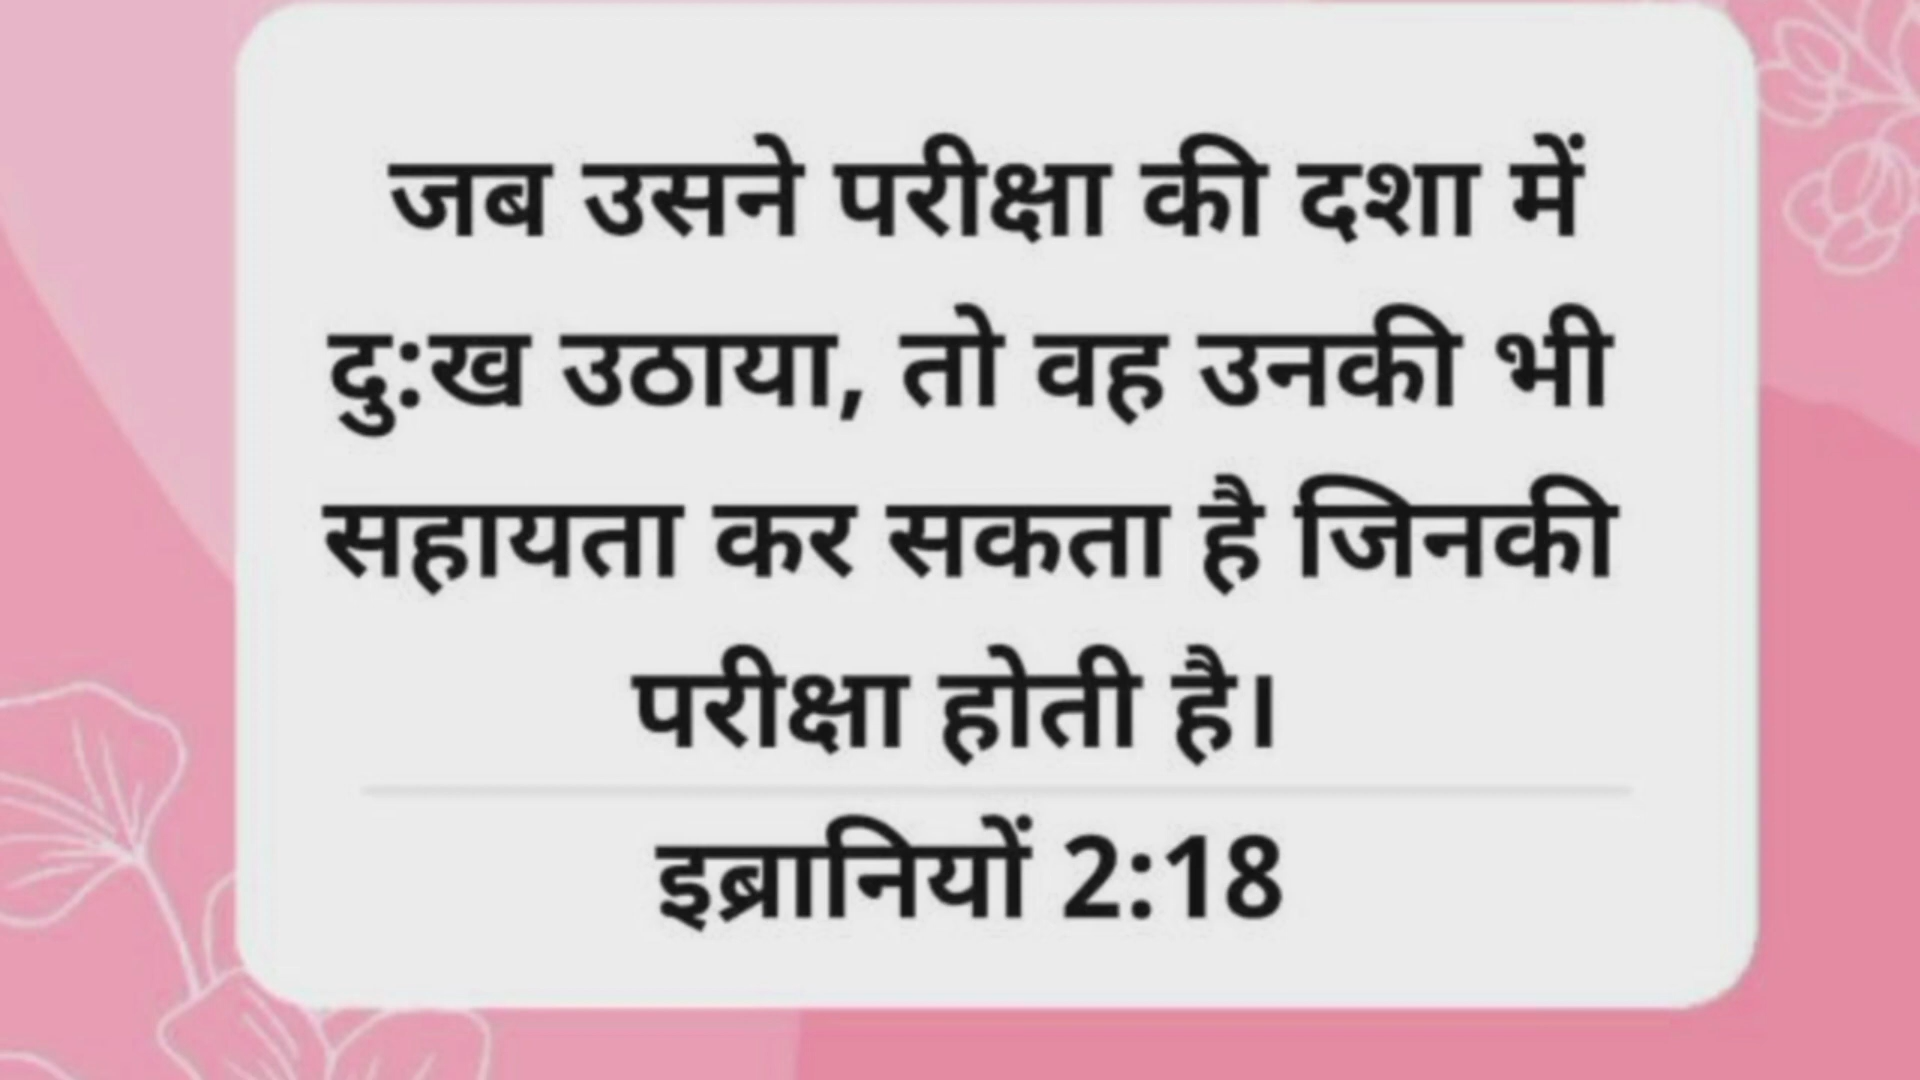 जब उसने परीक्षा की दशा में
दु:ख उठाया, तो वह उनकी भी
सहायता कर सकता है जिनकी
परीक्षा होती है।
इब्रानियों 2:18